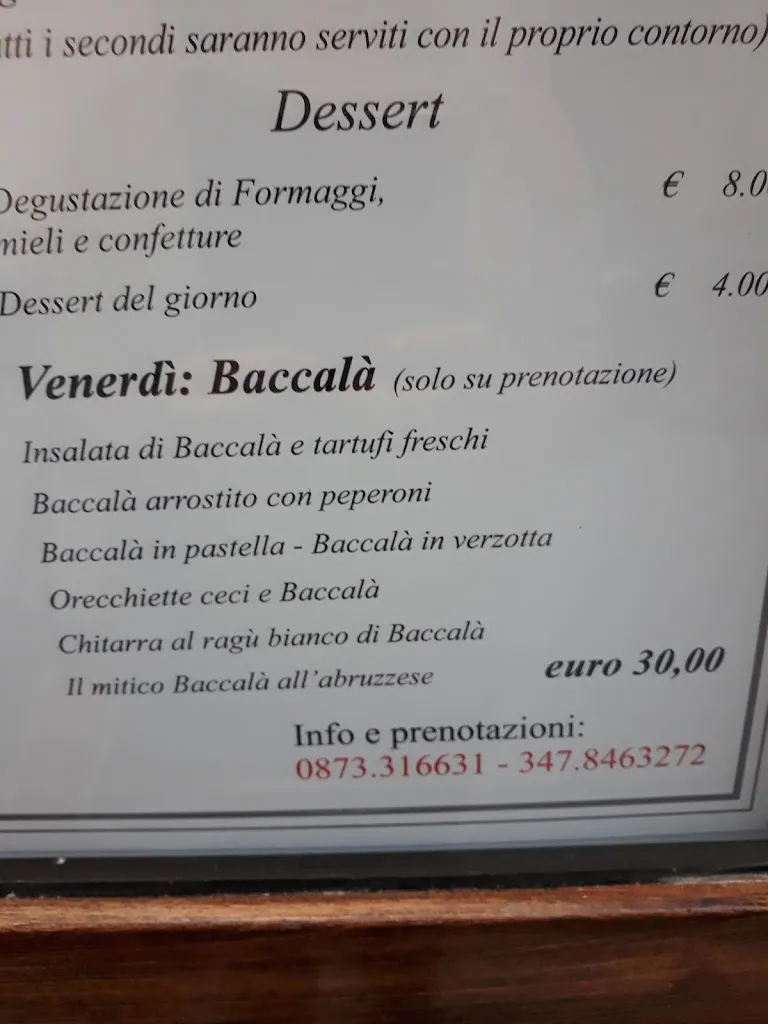 i secondi saranno serviti con il proprio contorno)
Dessert
Degustazione di Formaggi, € 8.0
mieli e confetture
Dessert del giorno € 4.00
Venerdì: Baccalà (solo su prenotazione)
Insalata di Baccalà e tartufi freschi
Baccalà arrostito con peperoni
Baccalà in pastella - Baccalà in verzotta
Orecchiette ceci e Baccalà
Chitarra al ragù bianco di Baccalà
Il mitico Baccalà all'abruzzese euro 30,00
Info e prenotazioni:
0873.316631 - 347.8463272